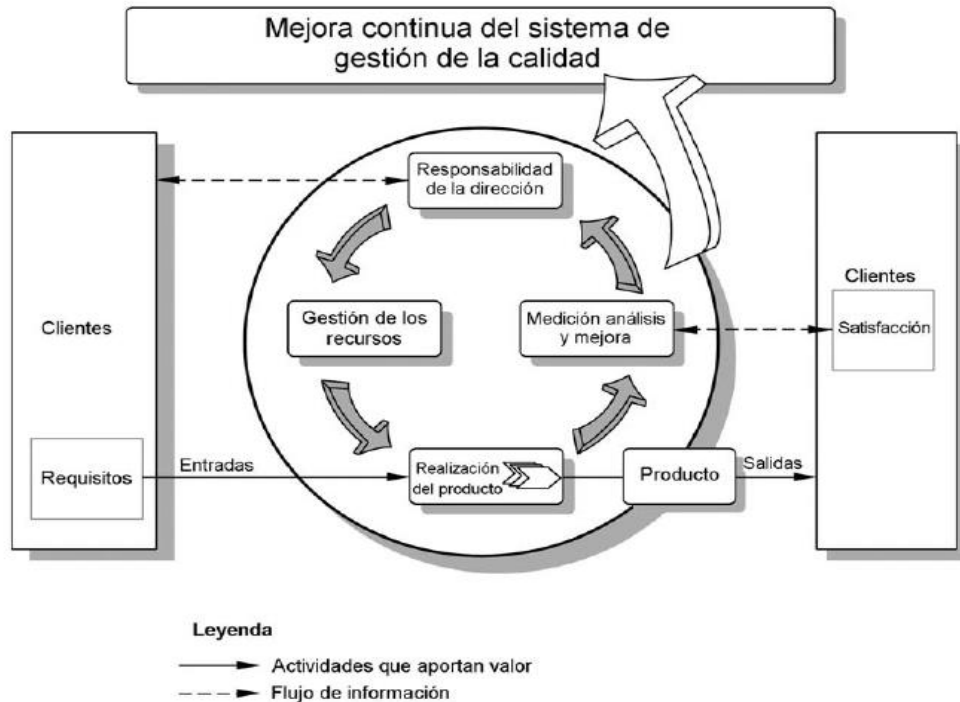 Mejora continua del sistema de
gestión de la calidad
Responsabilidad
de la dirección
Clientes
Gestión de los
recursos
Medición análisis
y mejora
Clientes
Satisfacción
Requisitos
Entradas
Realización
del producto
Producto
Salidas
Leyenda
Actividades que aportan valor
Flujo de información